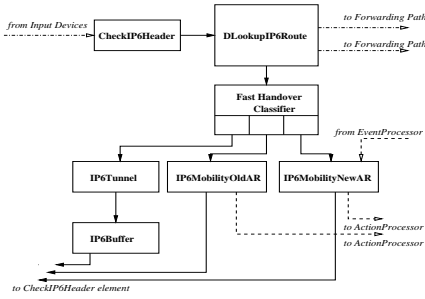 from Input Devices
CheckIP6Header
DLookupIP6Route
to Forwarding Path
to Forwarding Path
Fast Handover
Classifier
from EventProcessor
IP6Tunnel
IP6MobilityOldAR
IP6MobilityNewAR
to ActionProcessor
to ActionProcessor
IP6Buffer
to CheckIP6Header element